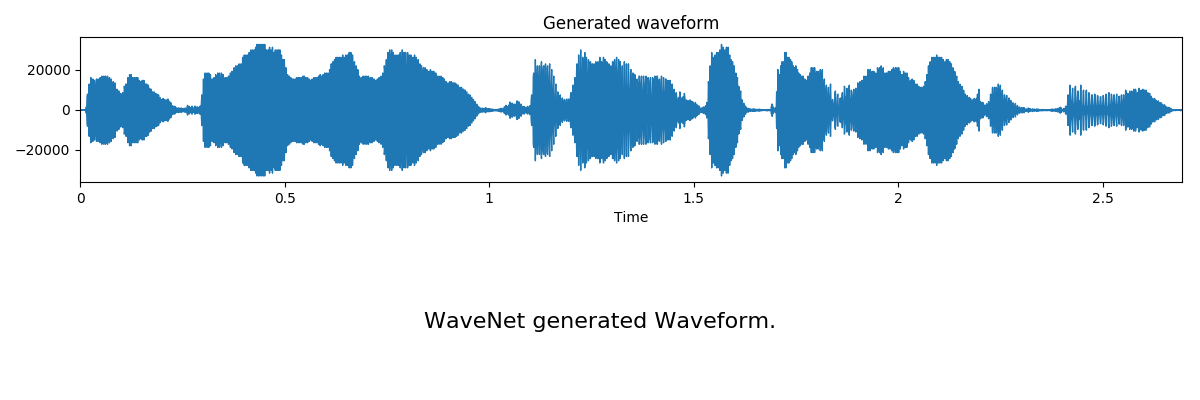 Generated waveform
20000
0
−20000
0 0.5 1 1.5 2 2.5
Time
WaveNet generated Waveform.